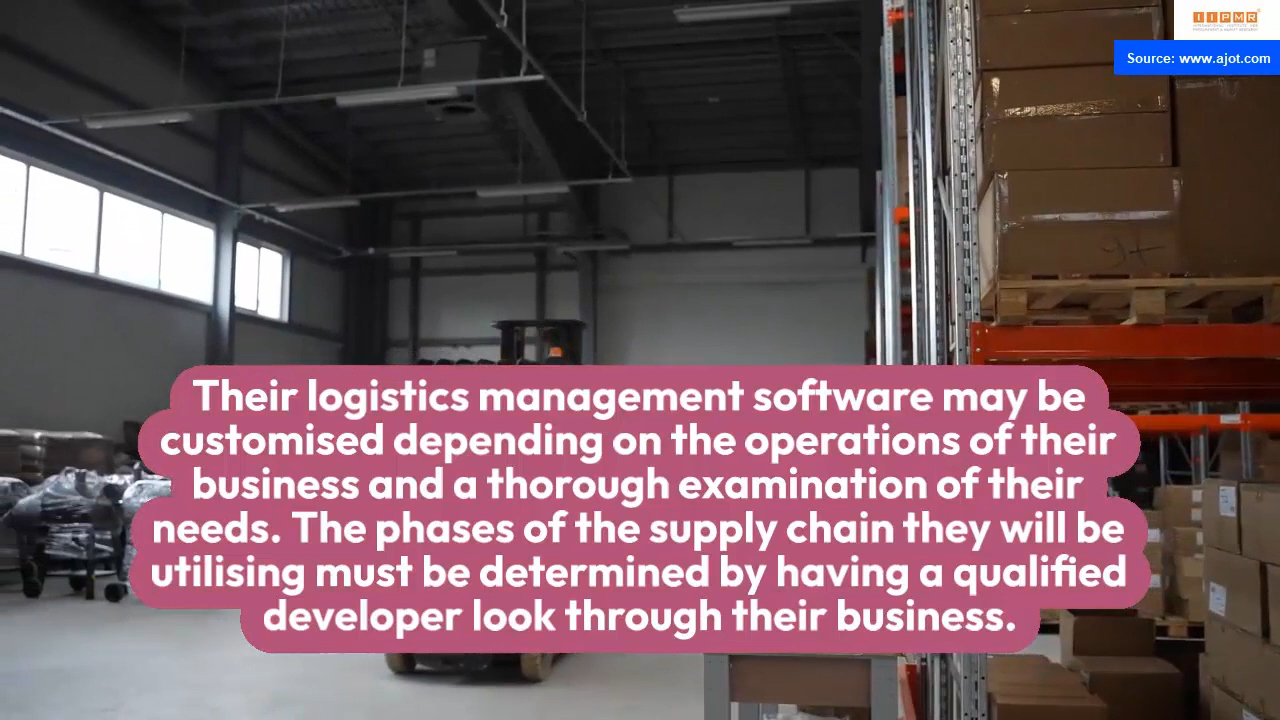 IIPMR
Source: www.ajot.com
Their logistics management software may be
customised depending on the operations of their
business and a thorough examination of their
needs. The phases of the supply chain they will be
utilising must be determined by having a qualified
developer look through their business.